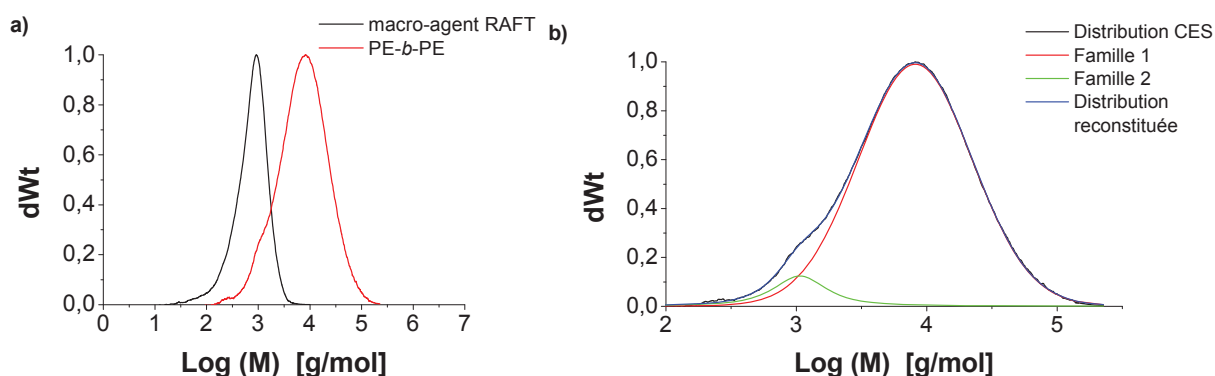 a)
macro-agent RAFT
PE-b-PE
1,0
0,8
0,6
0,4
0,2
0,0
dWt
0 1 2 3 4 5 6 7
Log (M) [g/mol]
b)
Distribution CES
Famille 1
Famille 2
Distribution
reconstituée
1,0
0,8
0,6
0,4
0,2
0,0
dWt
2 3 4 5
Log (M) [g/mol]